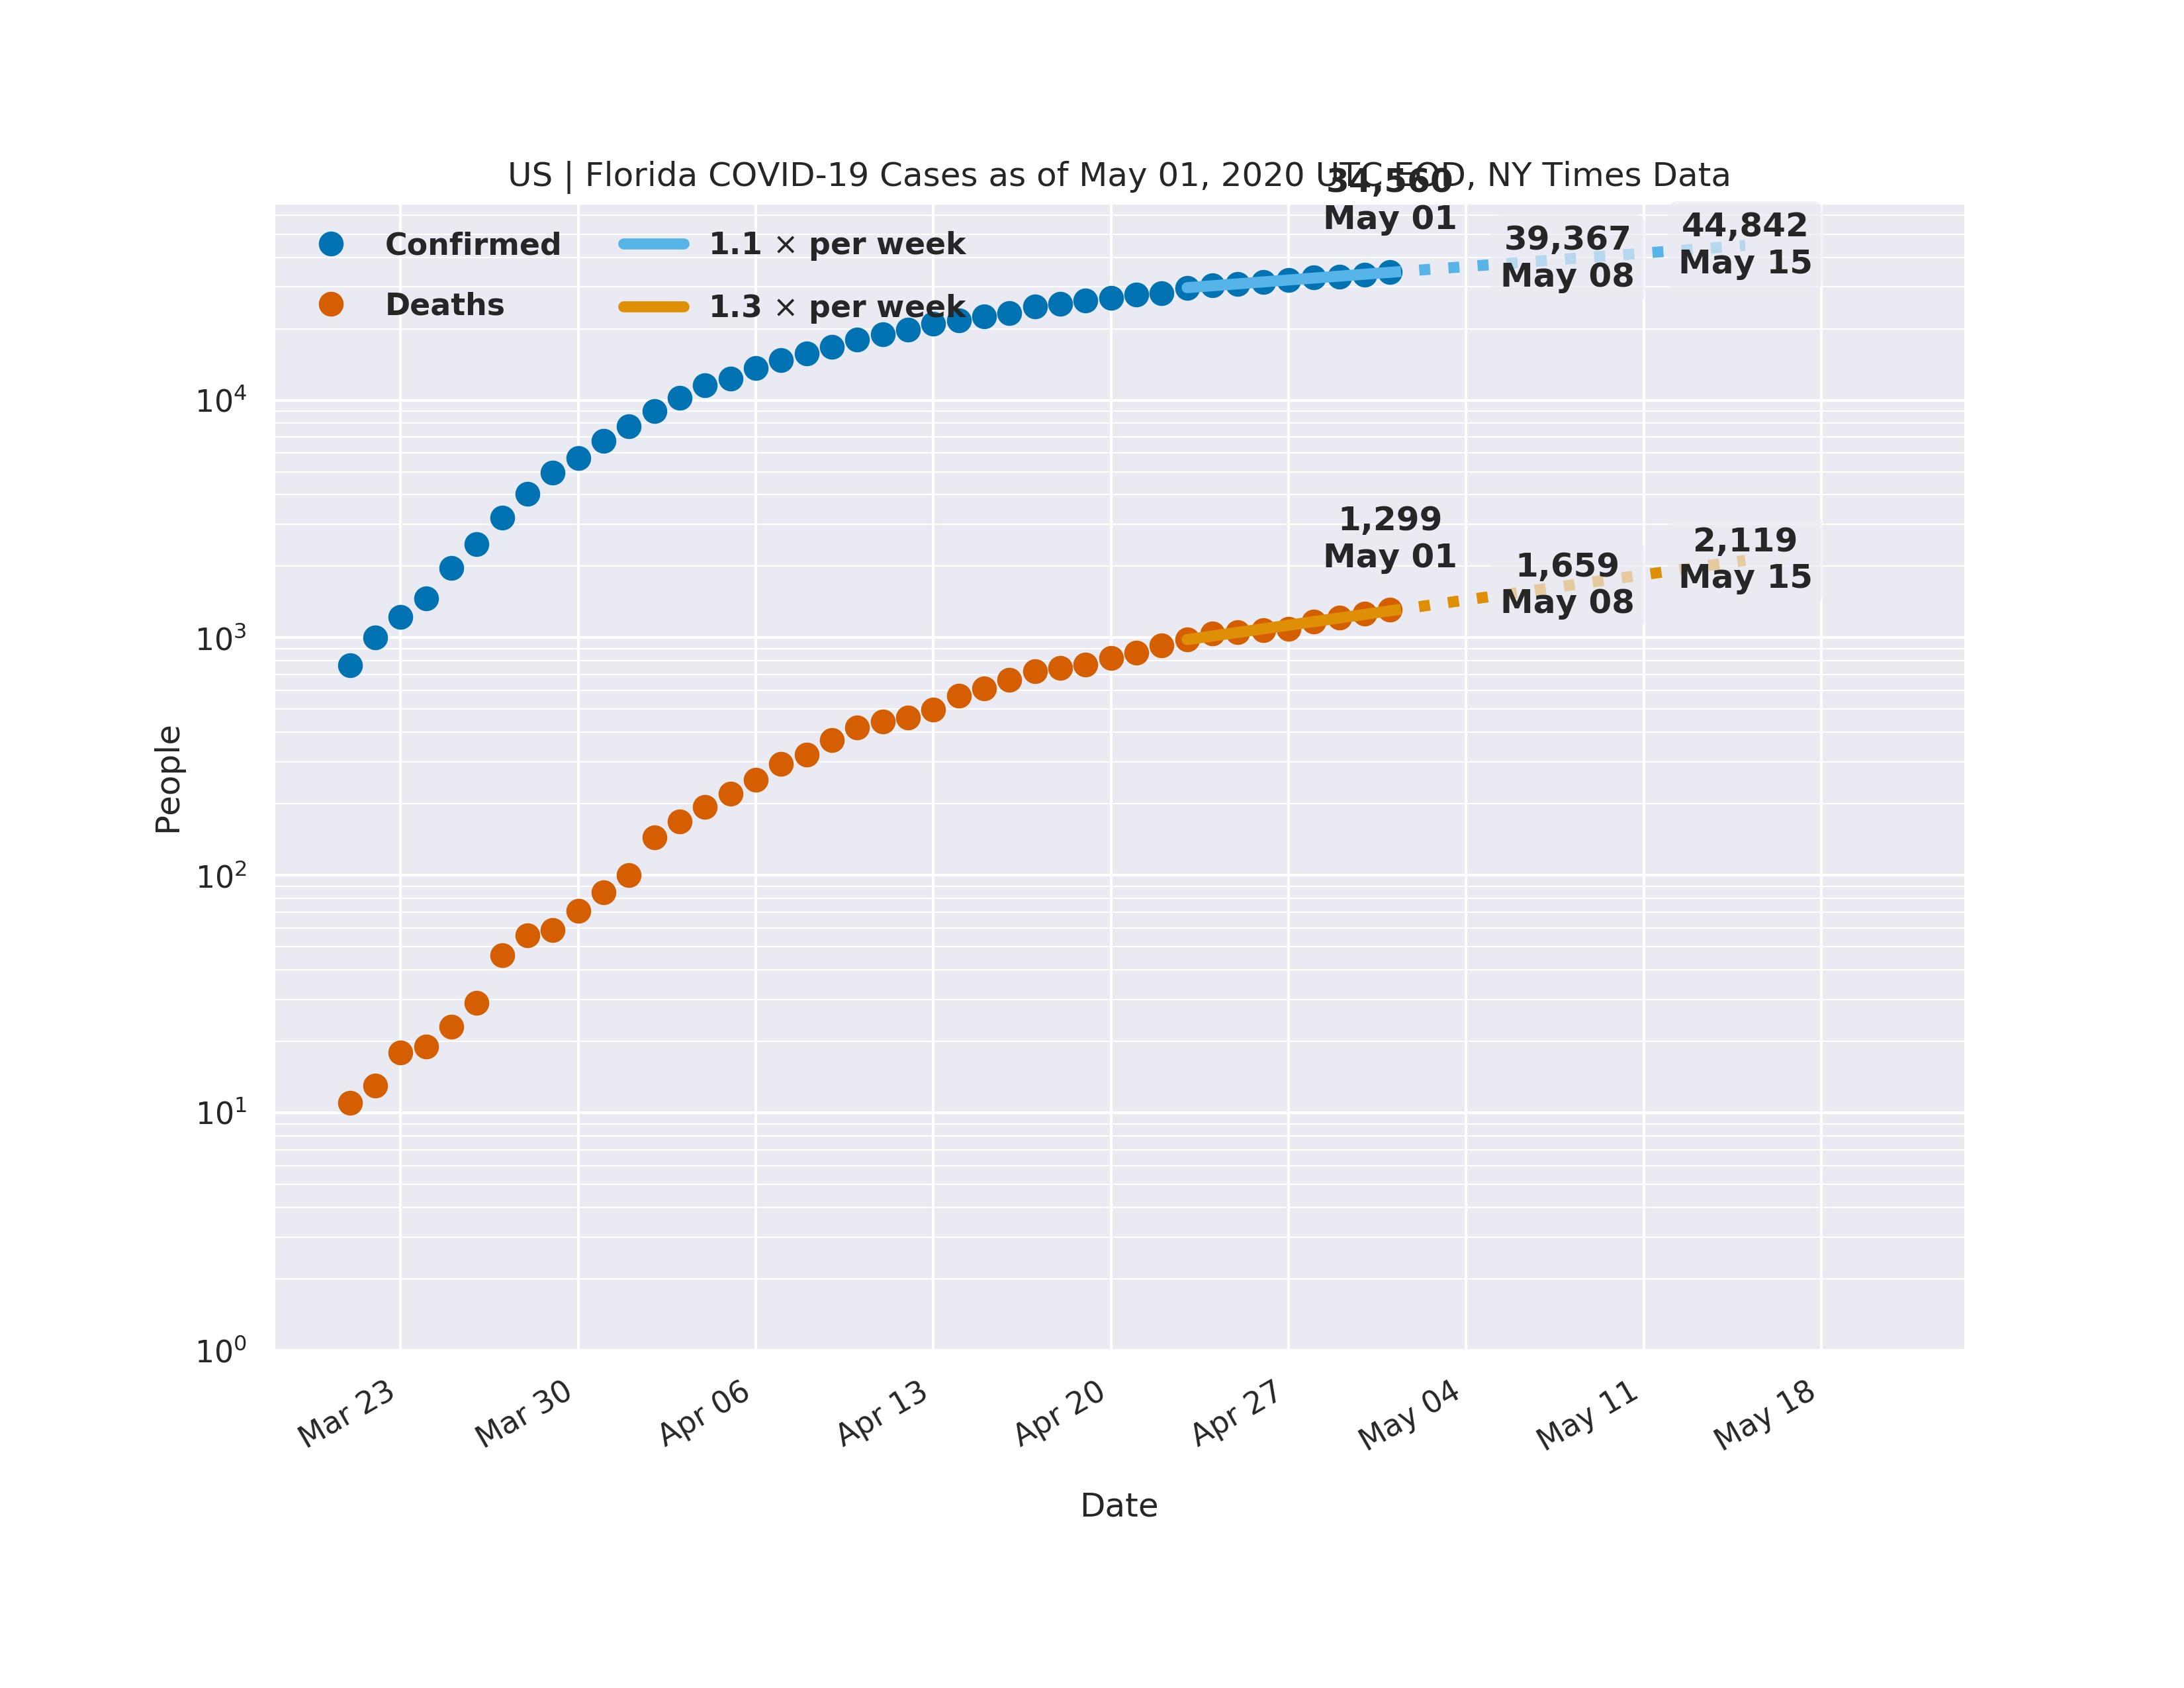 US | Florida COVID-19 Cases as of May 01, 2020 UTC EOD, NY Times Data
34,560
May 01
39,367
May 08
44,842
May 15
Confirmed
Deaths
1.1 × per week
1.3 × per week
1,299
May 01
1,659
May 08
2,119
May 15
People
10⁴
10³
10²
10¹
10⁰
Mar 23
Mar 30
Apr 06
Apr 13
Apr 20
Apr 27
May 04
May 11
May 18
Date